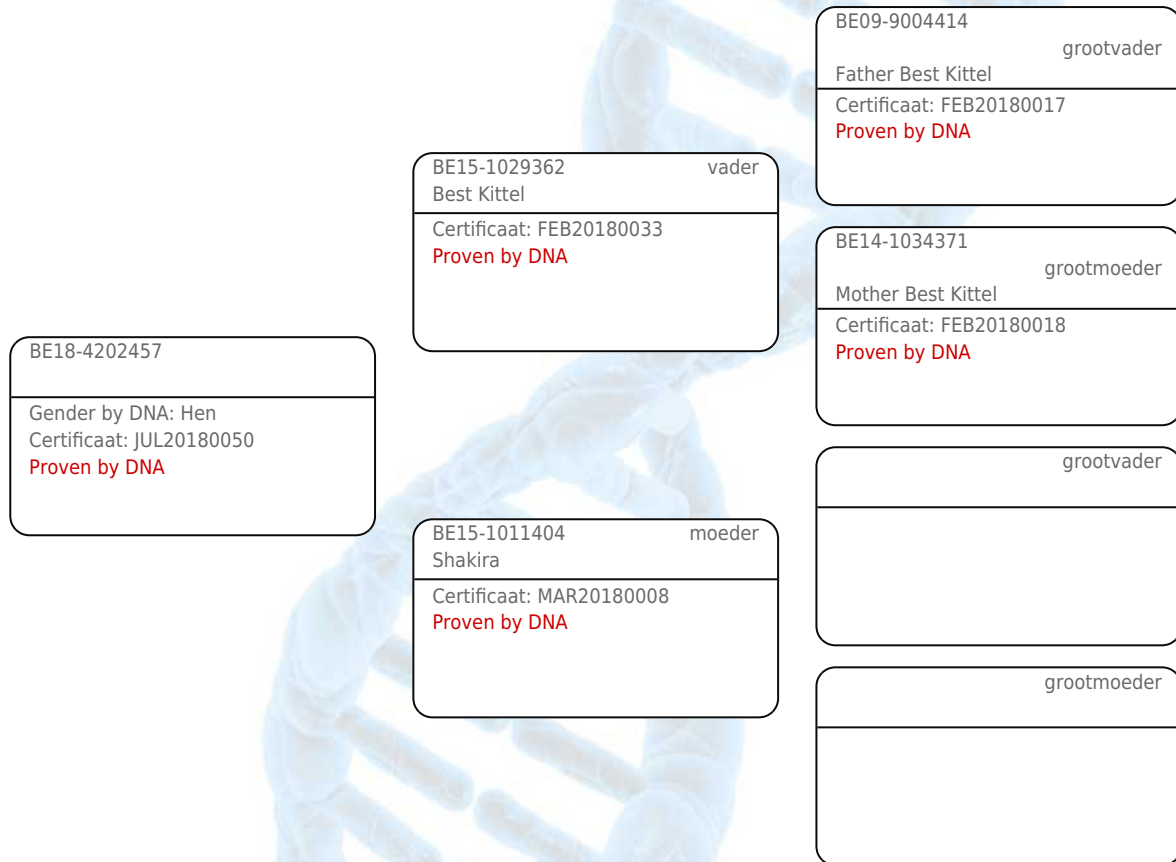 BE18-4202457
Gender by DNA: Hen
Certificaat: JUL20180050
Proven by DNA
BE15-1029362 vader
Best Kittel
Certificaat: FEB20180033
Proven by DNA
BE15-1011404 moeder
Shakira
Certificaat: MAR20180008
Proven by DNA
BE09-9004414
grootvader
Father Best Kittel
Certificaat: FEB20180017
Proven by DNA
BE14-1034371
grootmoeder
Mother Best Kittel
Certificaat: FEB20180018
Proven by DNA
grootvader
grootmoeder